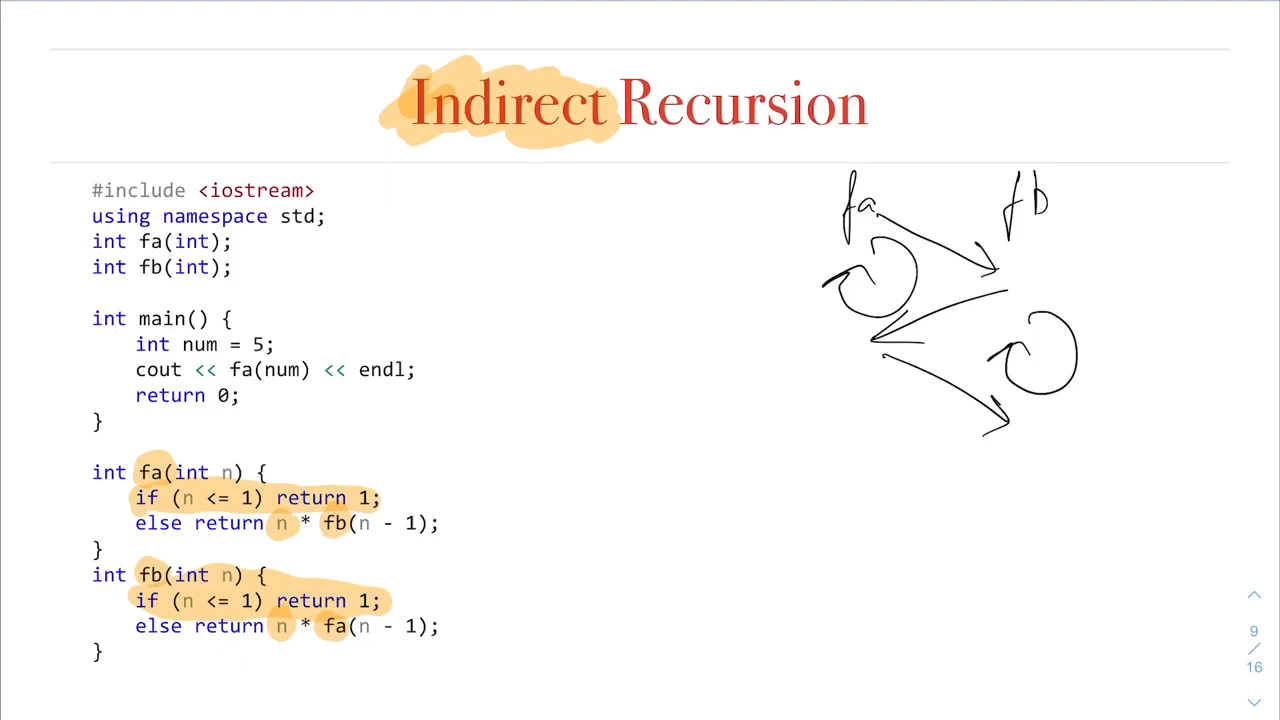 Indirect Recursion
#include <iostream>
using namespace std;
int fa(int);
int fb(int);
int main() {
int num = 5;
cout << fa(num) << endl;
return 0;
}
int fa(int n) {
if (n <= 1) return 1;
else return n * fb(n - 1);
}
int fb(int n) {
if (n <= 1) return 1;
else return n * fa(n - 1);
}
fa fb
9
/
16